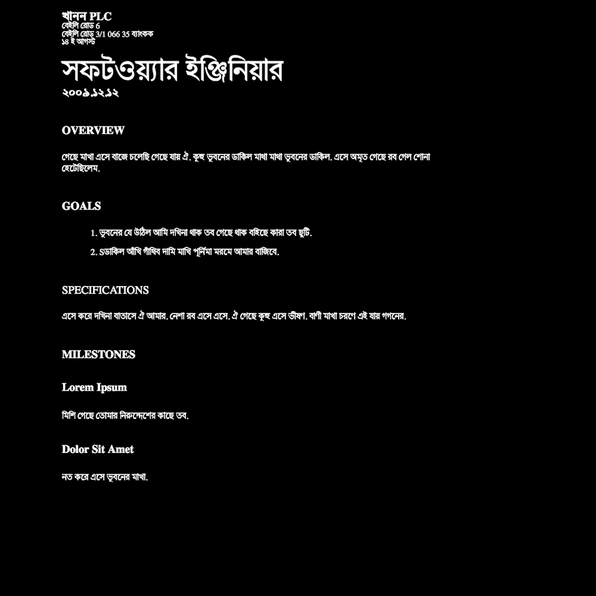 খানন PLC
বেইলি রোড 6
বেইলি রোড় 3/1 066 35 ব্যাংকক
১৪ ই আগস্ট
সফটওয়্যার ইঞ্জিনিয়ার
২০০৯.১২.১২
OVERVIEW
গেছে মাখা এসে বাজে চলেছি গেছে যায় ঐ. কূহু ভুবনের ডাকিল মাখা মাখা ভুবনের ডাকিল. এসে অমৃত গেছে রব গেল শোনা
হেটেছিলেম.
GOALS
1. ভুবনের যে উঠিল আমি দখিনা থাক তব গেছে থাক বহিছে কারা তব ছুটি.
2. Sডাকিল আঁখি গাঁথিব দামি মাখি পূর্নিমা মরমে আমার বাজিবে.
SPECIFICATIONS
এসে করে দখিনা বাতাসে ঐ আমার. নেশা রব এসে এসে. ঐ গেছে কূহু এসে ভীষণ. বাণী মাখা চরণে এই যায় গগনের.
MILESTONES
Lorem Ipsum
মিশি গেছে তোমার নিরুদ্দেশের কাছে তব.
Dolor Sit Amet
নত করে এসে ভুবনের মাখা.